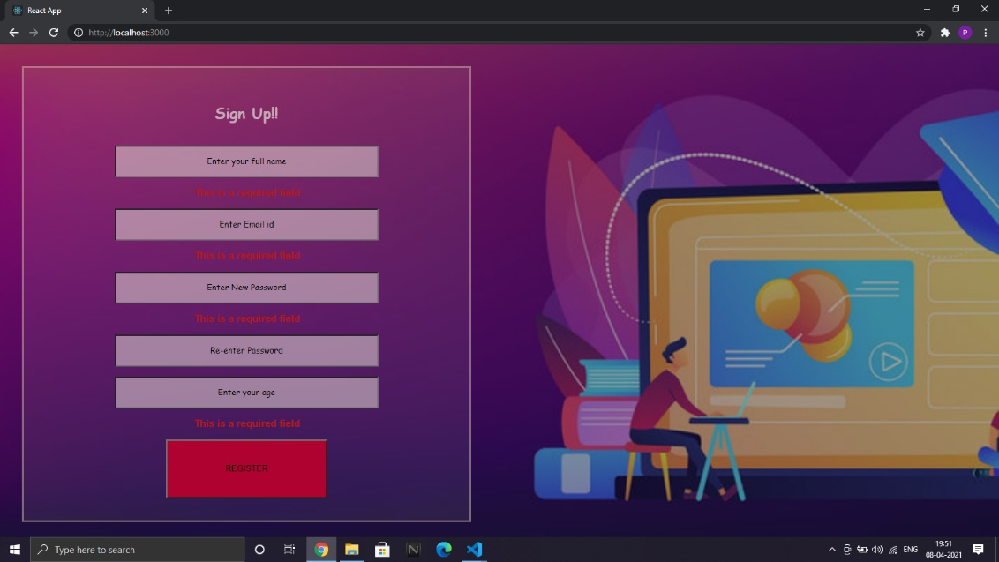 React App
http://localhost:3000
P
Sign Up!!
Enter your full name
This is a required field
Enter Email id
This is a required field
Enter New Password
This is a required field
Re-enter Password
Enter your age
This is a required field
REGISTER
Type here to search
N
ENG
19:51
08-04-2021